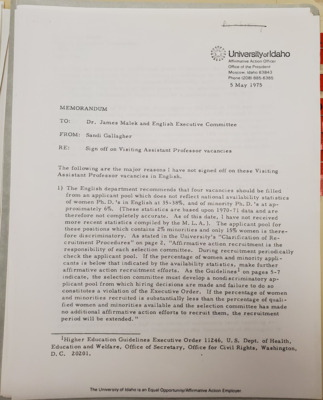 University of Idaho
Affirmative Action Officer
Office of the President
Moscow, Idaho 83843
5 May 1975
MEMORANDUM
TO: Dr. James Malek and English Executive Committee
FROM: Sandi Gallagher
RE: Sign off on Visiting Assistant Professor vacancies
The following are the major reasons I have not signed off on these Visiting
Assistant Professor vacancies in English.
1) The English department recommends that four vacancies should be filled
from an applicant pool which does not reflect national availability statistics
of women Ph.D.'s in English at and of minority Ph.D.'s at ap-
proximately 6%. (These statistics are based upon 1970-71 data and are
therefore not completely accurate. As of this date, I have not received
more recent statistics compiled by the M.L.A.). The applicant pool for
these positions which contains 2% minorities and only 15% women is there-
fore discriminatory. As stated in the University's "Clarification of Re-
cruitment Procedures" on page 2, "Affirmative action recruitment is the
responsibility of each selection committee. During recruitment periodically
check the applicant pool. If the percentage of women and minority appli-
cants is below that indicated by the availability statistics, make further
affirmative action recruitment efforts. As the Guidelines¹ on pages 5-7
indicate, the selection committee must develop a nondiscriminatory ap-
plicant pool from which hiring decisions are made and failure to do so
constitutes a violation of the Executive Order. If the percentage of women
and minorities recruited is substantially less than the percentage of quali-
fied women and minorities available and the selection committee has made
no additional affirmative action efforts to recruit them, the recruitment
period will be extended."
¹Higher Education Guidelines Executive Order 11246, U.S. Dept. of Health,
Education and Welfare, Office of Secretary, Office for Civil Rights, Washington,
D.C. 20201.
The University of Idaho is an Equal Opportunity/Affirmative Action Employer.